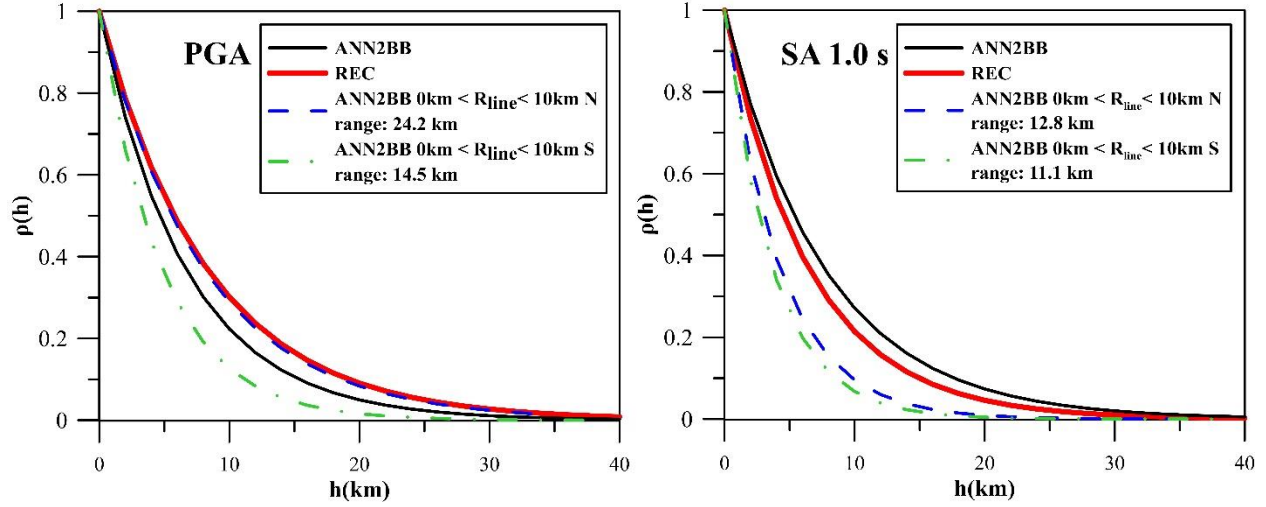 PGA
ANN2BB
REC
ANN2BB 0km < Rline< 10km N
range: 24.2 km
ANN2BB 0km < Rline< 10km S
range: 14.5 km
1
0.8
0.6
0.4
0.2
0
ρ(h)
0 10 20 30 40
h(km)
SA 1.0 s
ANN2BB
REC
ANN2BB 0km < Rline< 10km N
range: 12.8 km
ANN2BB 0km < Rline< 10km S
range: 11.1 km
1
0.8
0.6
0.4
0.2
0
ρ(h)
0 10 20 30 40
h(km)